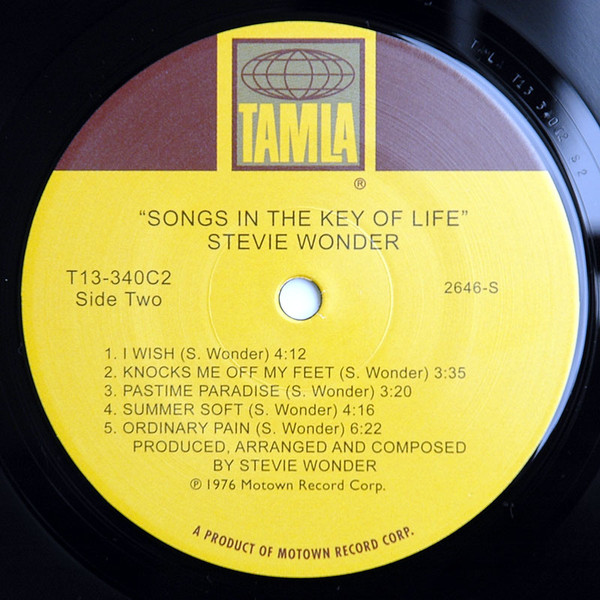 TAMLA
®
“SONGS IN THE KEY OF LIFE”
STEVIE WONDER
T13-340C2
Side Two
2646-S
1. I WISH (S. Wonder) 4:12
2. KNOCKS ME OFF MY FEET (S. Wonder) 3:35
3. PASTIME PARADISE (S. Wonder) 3:20
4. SUMMER SOFT (S. Wonder) 4:16
5. ORDINARY PAIN (S. Wonder) 6:22
PRODUCED, ARRANGED AND COMPOSED
BY STEVIE WONDER
℗ 1976 Motown Record Corp.
A PRODUCT OF MOTOWN RECORD CORP.